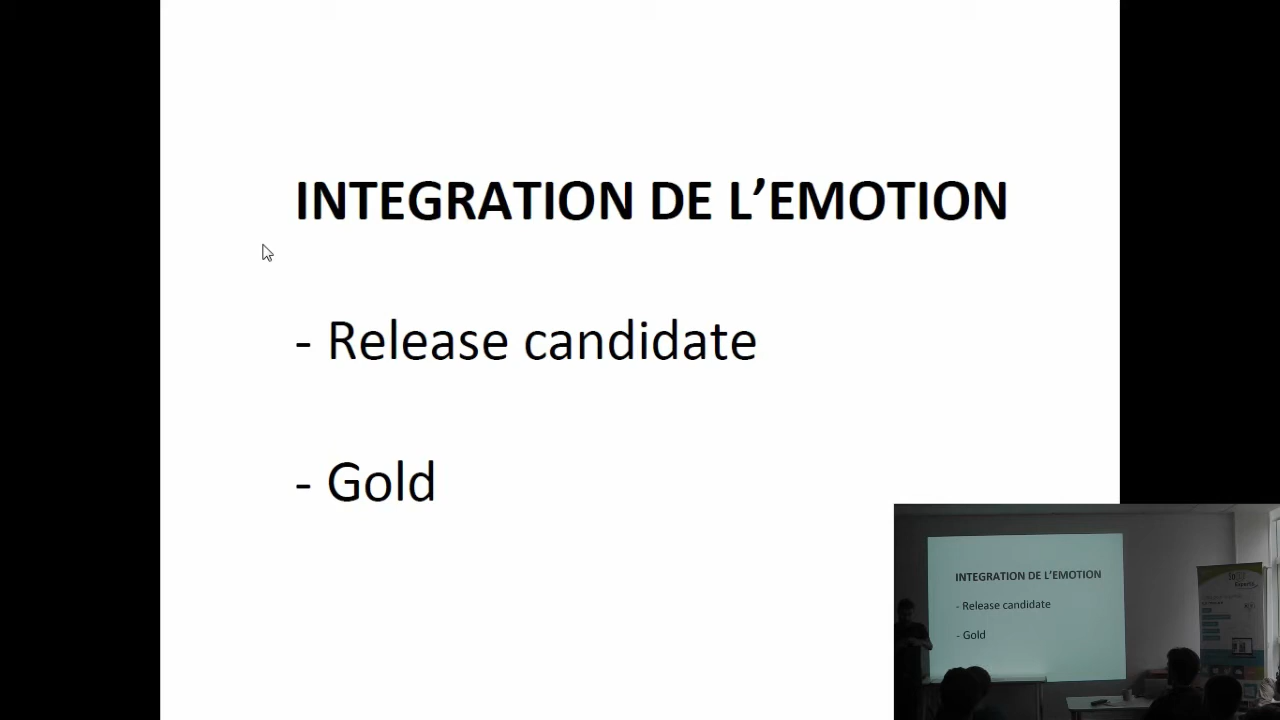 INTEGRATION DE L’EMOTION
- Release candidate
- Gold
INTEGRATION DE L’EMOTION
- Release candidate
- Gold